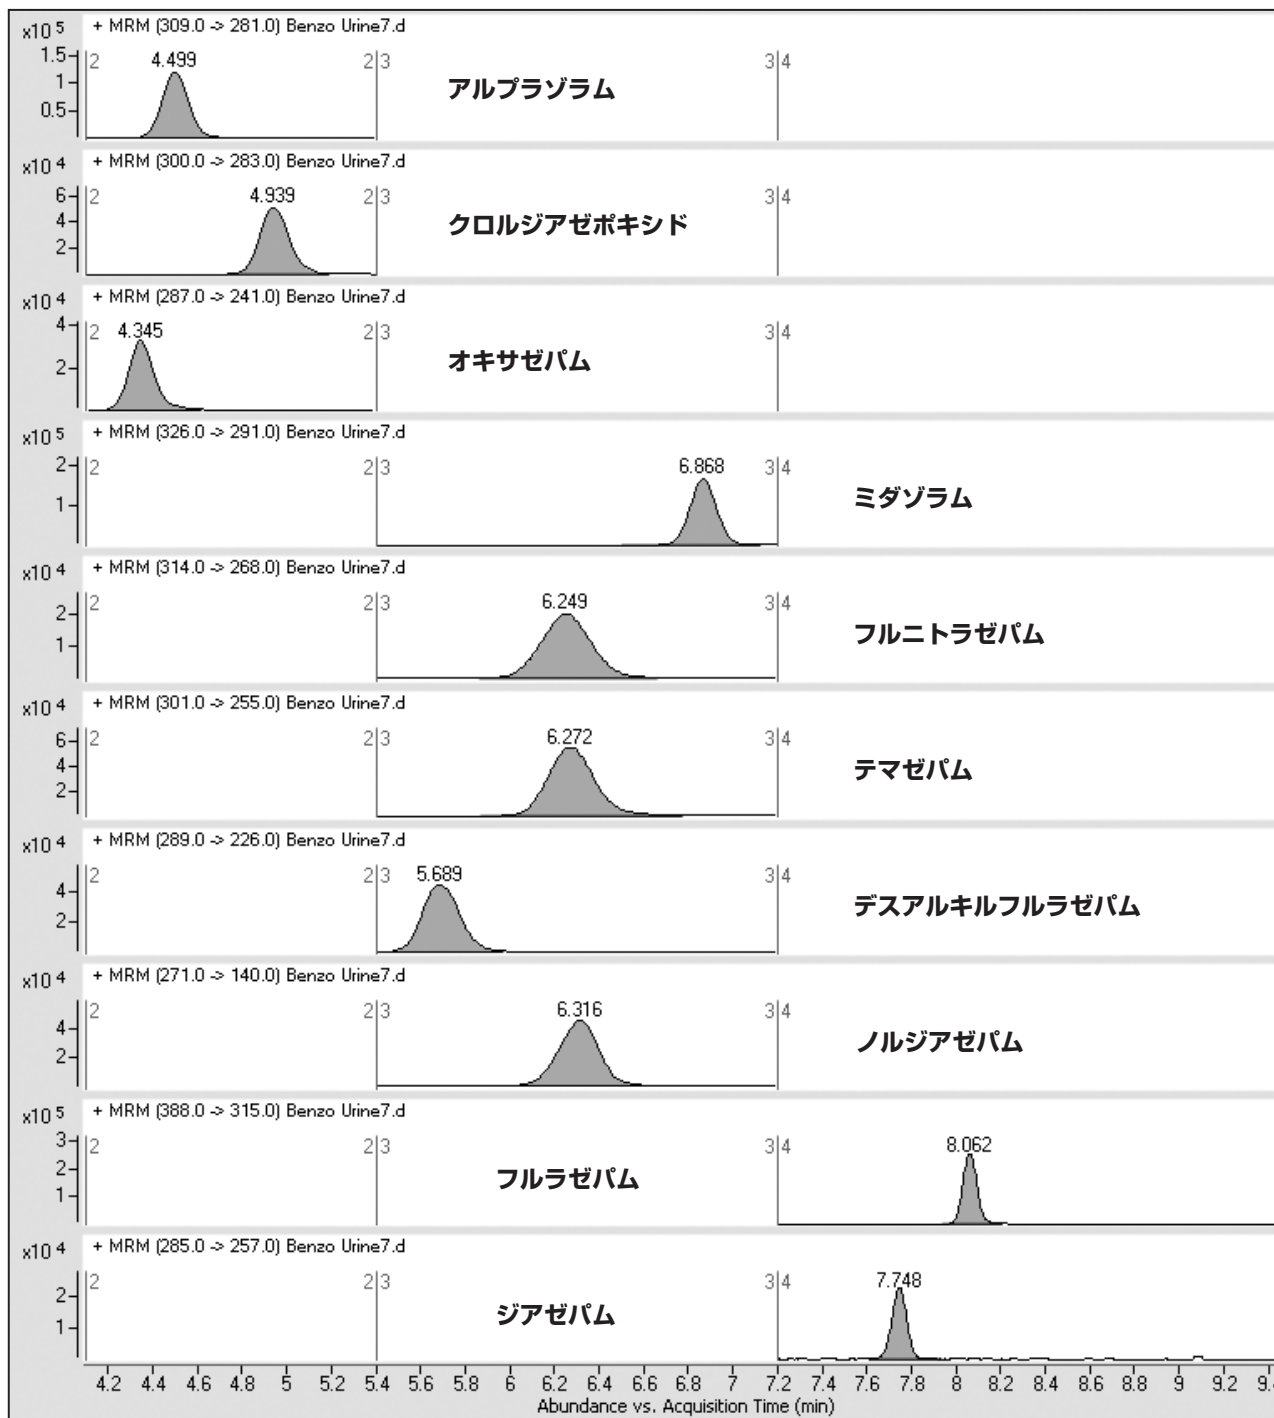 x10 5 + MRM (309.0 -> 281.0) Benzo Urine7.d
1.5 2 4.499 2 3 3 4
1 アルプラゾラム
0.5
x10 4 + MRM (300.0 -> 283.0) Benzo Urine7.d
6 2 4.939 2 3 3 4
4 クロルジアゼポキシド
2
x10 4 + MRM (287.0 -> 241.0) Benzo Urine7.d
4 2 4.345 2 3 3 4
2 オキサゼパム
x10 5 + MRM (326.0 -> 291.0) Benzo Urine7.d
2 2 2 3 6.868 3 4
1 ミダゾラム
x10 4 + MRM (314.0 -> 268.0) Benzo Urine7.d
2 2 2 3 6.249 3 4
1 フルニトラゼパム
x10 4 + MRM (301.0 -> 255.0) Benzo Urine7.d
6 2 2 3 6.272 3 4
4 テマゼパム
2
x10 4 + MRM (289.0 -> 226.0) Benzo Urine7.d
2 2 3 5.689 3 4
4 デスアルキルフルラゼパム
2
x10 4 + MRM (271.0 -> 140.0) Benzo Urine7.d
2 2 3 6.316 3 4
4 ノルジアゼパム
2
x10 5 + MRM (388.0 -> 315.0) Benzo Urine7.d
3 2 2 3 3 4 8.062
2 フルラゼパム
1
x10 4 + MRM (285.0 -> 257.0) Benzo Urine7.d
2 2 2 3 3 4 7.748
1 ジアゼパム
4.2 4.4 4.6 4.8 5 5.2 5.4 5.6 5.8 6 6.2 6.4 6.6 6.8 7 7.2 7.4 7.6 7.8 8 8.2 8.4 8.6 8.8 9 9.2
Abundance vs. Acquisition Time (min)